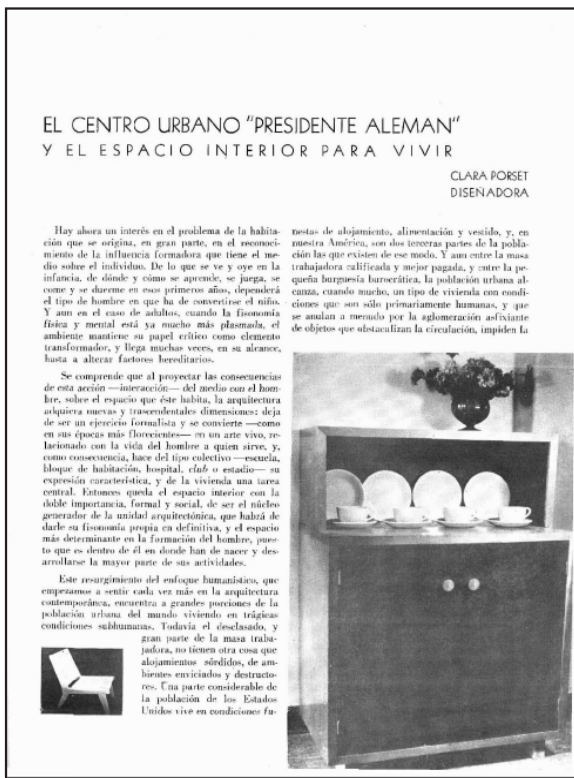 EL CENTRO URBANO "PRESIDENTE ALEMAN"
Y EL ESPACIO INTERIOR PARA VIVIR
CLARA PORSET
DISEÑADORA
Hay ahora un interés en el problema de la habita-
ción que se origina, en gran parte, en el reconoci-
miento de la influencia formadora que tiene el me-
dio sobre el individuo. De lo que se ve y oye en la
infancia, de dónde y cómo se aprende, se juega, se
come y se duerme en esos primeros años, dependerá
el tipo de hombre en que ha de convertirse el niño.
Y aun en el caso de adultos, cuando la fisonomía
física y mental está ya mucho más plasmada, el
ambiente mantiene su papel crítico como elemento
transformador, y llega muchas veces, en su alcance,
hasta a alterar factores hereditarios.
Se comprende que al proyectar las consecuencias
de esta acción —interacción— del medio con el hom-
bre, sobre el espacio que éste habita, la arquitectura
adquiera nuevas y trascendentales dimensiones: deja
de ser un ejercicio formalista y se convierte —como
en sus épocas más florecientes— en un arte vivo, re-
lacionado con la vida del hombre a quien sirve, y,
como consecuencia, hace del tipo colectivo —escuela,
bloque de habitación, hospital, club o estadio— su
expresión característica, y de la vivienda una tarea
central. Entonces queda el espacio interior con la
doble importancia, formal y social, de ser el núcleo
generador de la unidad arquitectónica, que habrá de
darle su fisonomía propia en definitiva, y el espacio
más determinante en la formación del hombre, pues-
to que es dentro de él en donde han de nacer y des-
arrollarse la mayor parte de sus actividades.
Este resurgimiento del enfoque humanístico, que
empezamos a sentir cada vez más en la arquitectura
contemporánea, encuentra a grandes porciones de la
población urbana del mundo viviendo en trágicas
condiciones subhumanas. Todavía el desclasado, y
gran parte de la masa traba-
jadora, no tienen otra cosa que
alojamientos sórdidos, de am-
bientes enviciados y destructo-
res. Una parte considerable de
la población de los Estados
Unidos vive en condiciones fu-
nestas de alojamiento, alimentación y vestido, y, en
nuestra América, son dos terceras partes de la pobla-
ción las que existen de ese modo. Y aun entre la masa
trabajadora calificada y mejor pagada, y entre la pe-
queña burguesía burocrática, la población urbana al-
canza, cuando mucho, un tipo de vivienda con condi-
ciones que son sólo primariamente humanas, y que
se anulan a menudo por la aglomeración asfixiante
de objetos que obstaculizan la circulación, impiden la